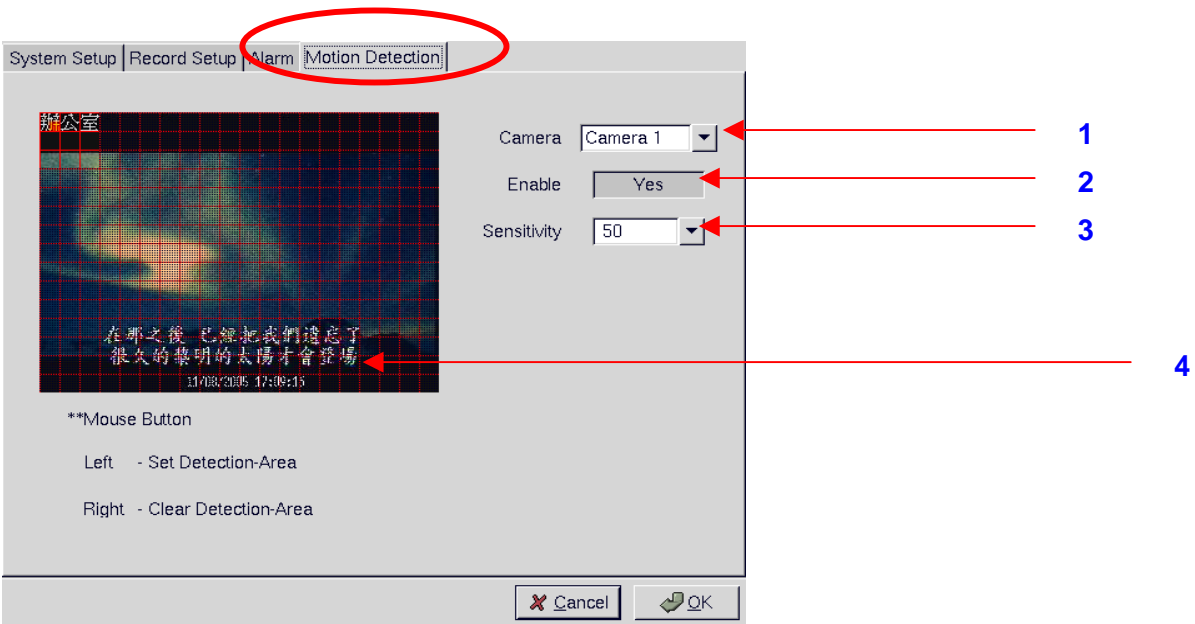 System Setup Record Setup Alarm Motion Detection
辦公室
Camera Camera 1 1
Enable Yes 2
Sensitivity 50 3
在那之後 已經把我們遺忘了
很久的黎明的太陽才會登場
4
11/08/2005 17:09:15
**Mouse Button
Left - Set Detection-Area
Right - Clear Detection-Area
Cancel OK